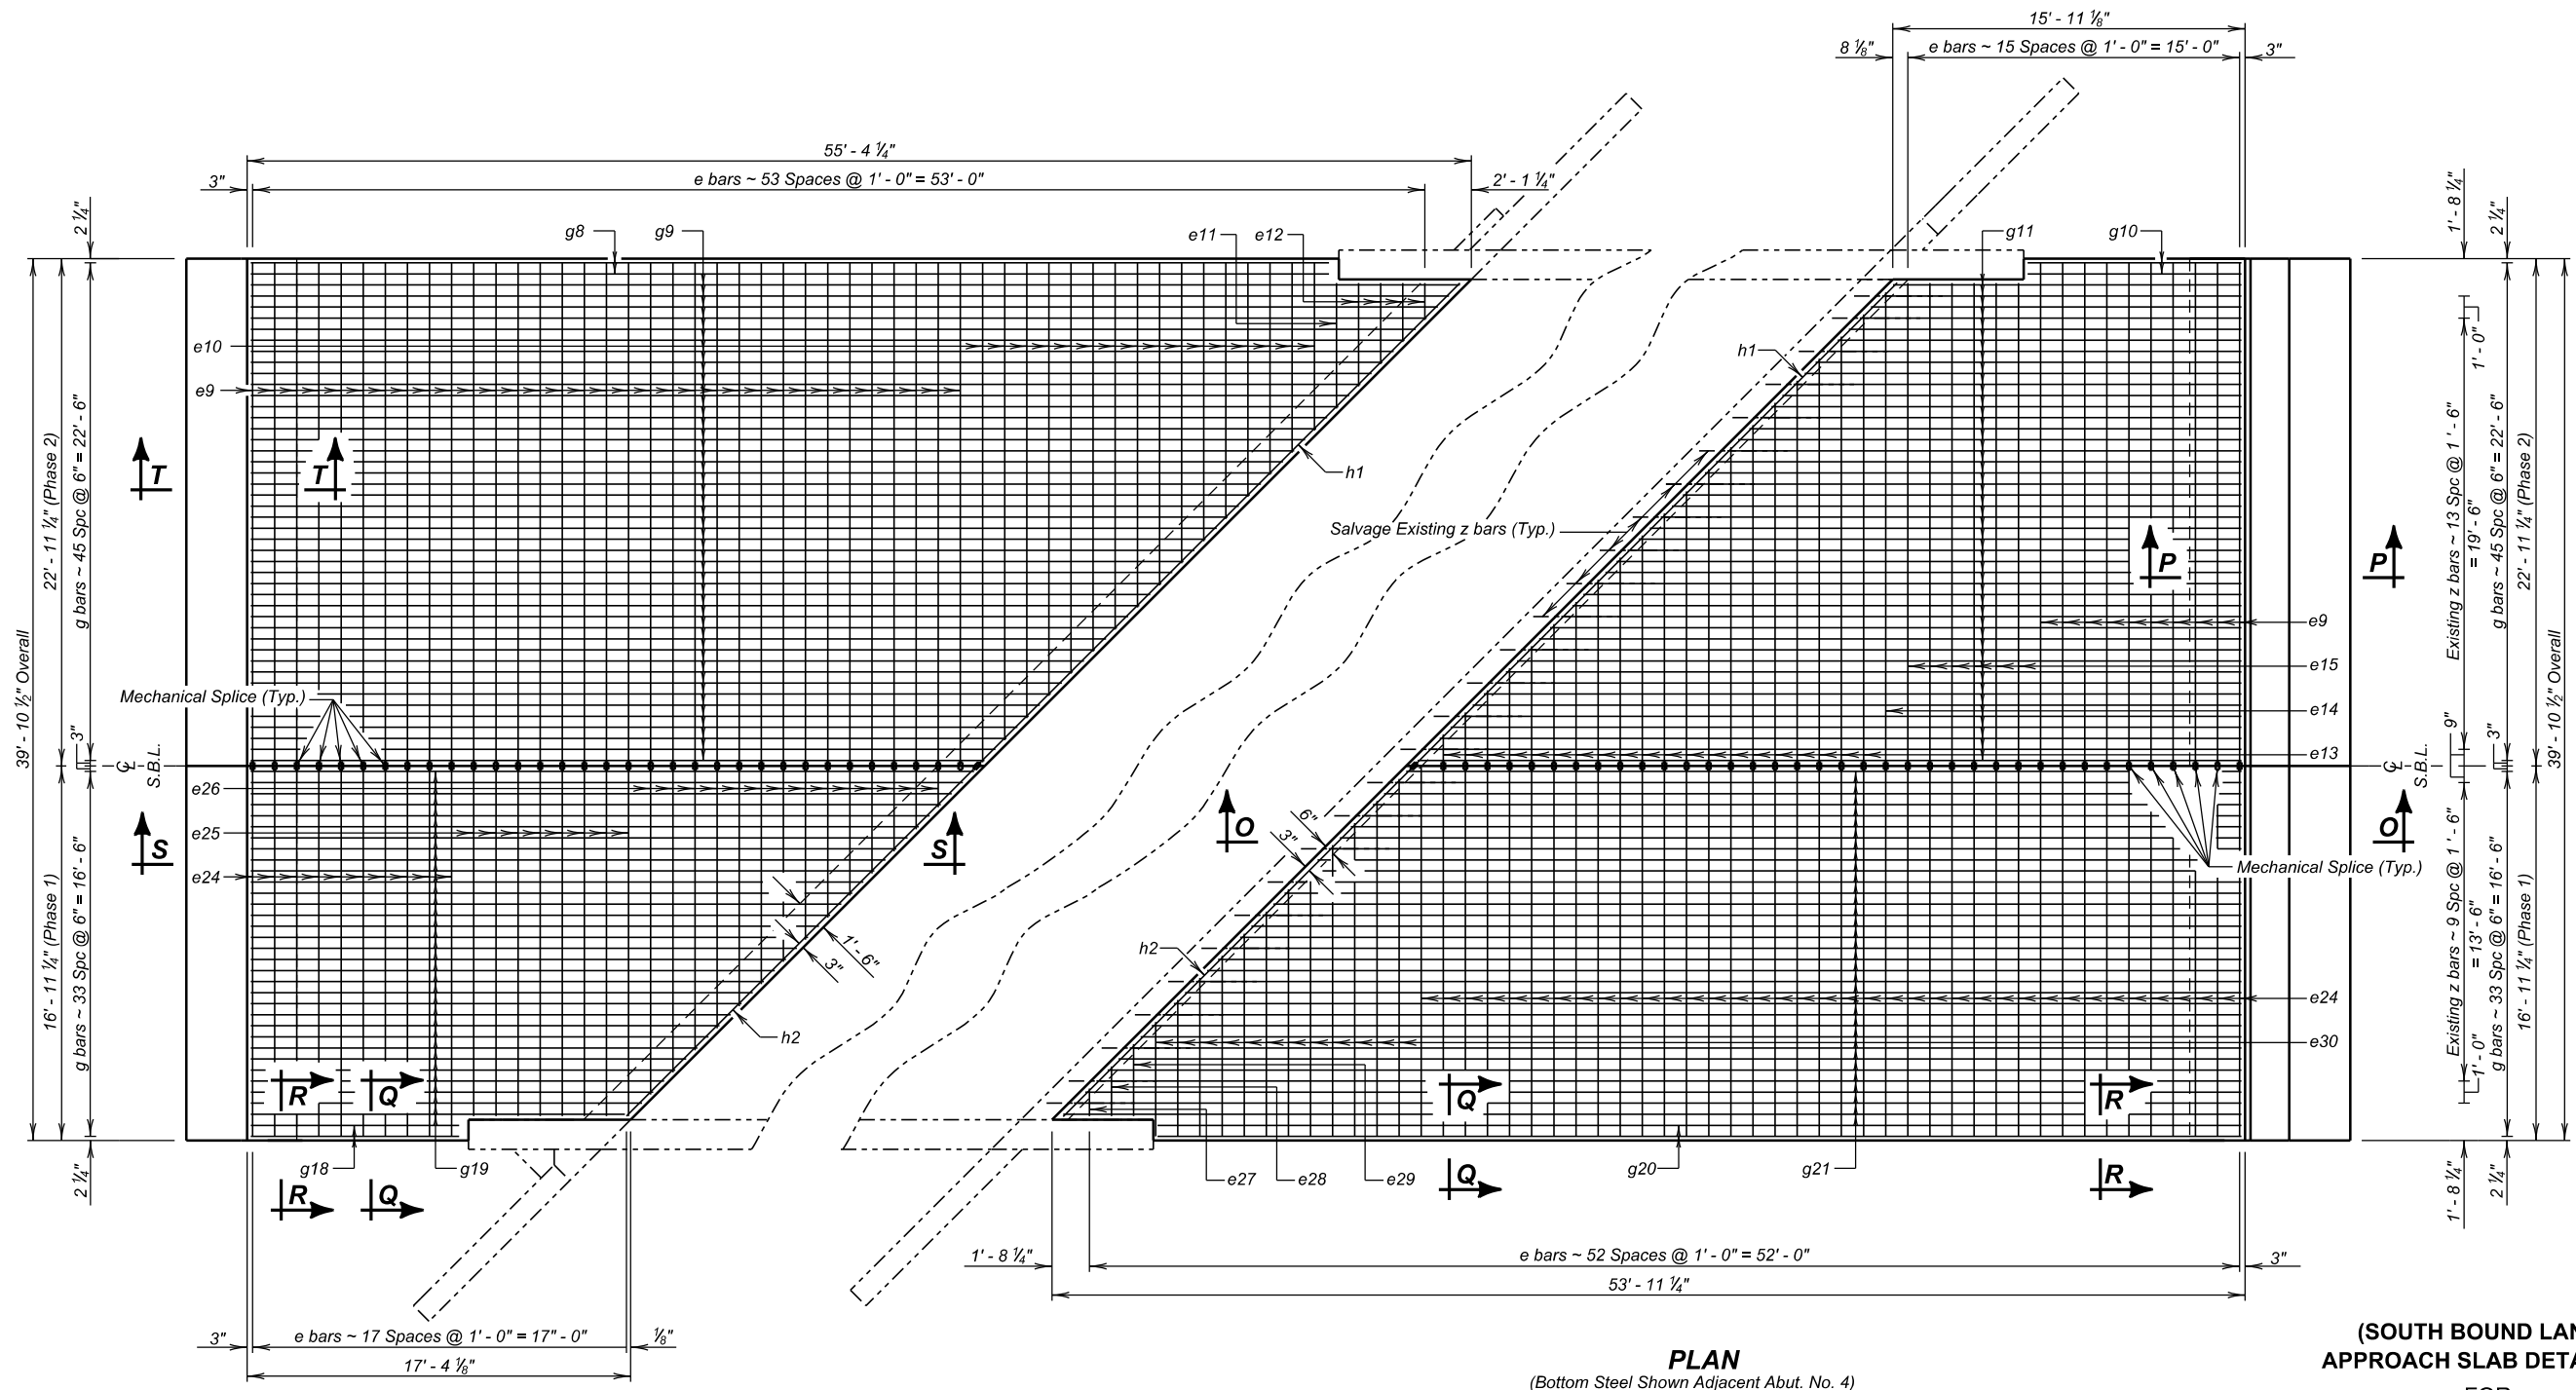 15' - 11 ⅛"
8 ⅛"
e bars ~ 15 Spaces @ 1' - 0" = 15' - 0"
3"
55' - 4 ¼"
3"
e bars ~ 53 Spaces @ 1' - 0" = 53' - 0"
2' - 1 ¼"
2 ¼"
g8
g9
e11
e12
g11
g10
1' - 8 ¼"
2 ¼"
e10
e9
h1
h1
1' - 0"
T
T
Salvage Existing z bars (Typ.)
P
P
39' - 10 ½" Overall
22' - 11 ¼" (Phase 2)
g bars ~ 45 Spc @ 6" = 22' - 6"
Existing z bars ~ 13 Spc @ 1' - 6"
= 19' - 6"
g bars ~ 45 Spc @ 6" = 22' - 6"
22' - 11 ¼" (Phase 2)
39' - 10 ½" Overall
e9
e15
e14
e13
Mechanical Splice (Typ.)
3"
℄
S.B.L.
9"
3"
℄
S.B.L.
e26
e25
e24
S
S
O
O
6"
3"
Mechanical Splice (Typ.)
16' - 11 ¼" (Phase 1)
g bars ~ 33 Spc @ 6" = 16' - 6"
1' - 6"
3"
h2
h2
Existing z bars ~ 9 Spc @ 1' - 6"
= 13' - 6"
g bars ~ 33 Spc @ 6" = 16' - 6"
16' - 11 ¼" (Phase 1)
e24
e30
1' - 0"
R
Q
Q
R
2 ¼"
g18
g19
e27
e28
e29
g20
g21
R
Q
Q
R
1' - 8 ¼"
2 ¼"
1' - 8 ¼"
e bars ~ 52 Spaces @ 1' - 0" = 52' - 0"
3"
53' - 11 ¼"
3"
e bars ~ 17 Spaces @ 1' - 0" = 17" - 0"
⅛"
17' - 4 ⅛"
PLAN
(Bottom Steel Shown Adjacent Abut. No. 4)
(SOUTH BOUND LAN
APPROACH SLAB DETA